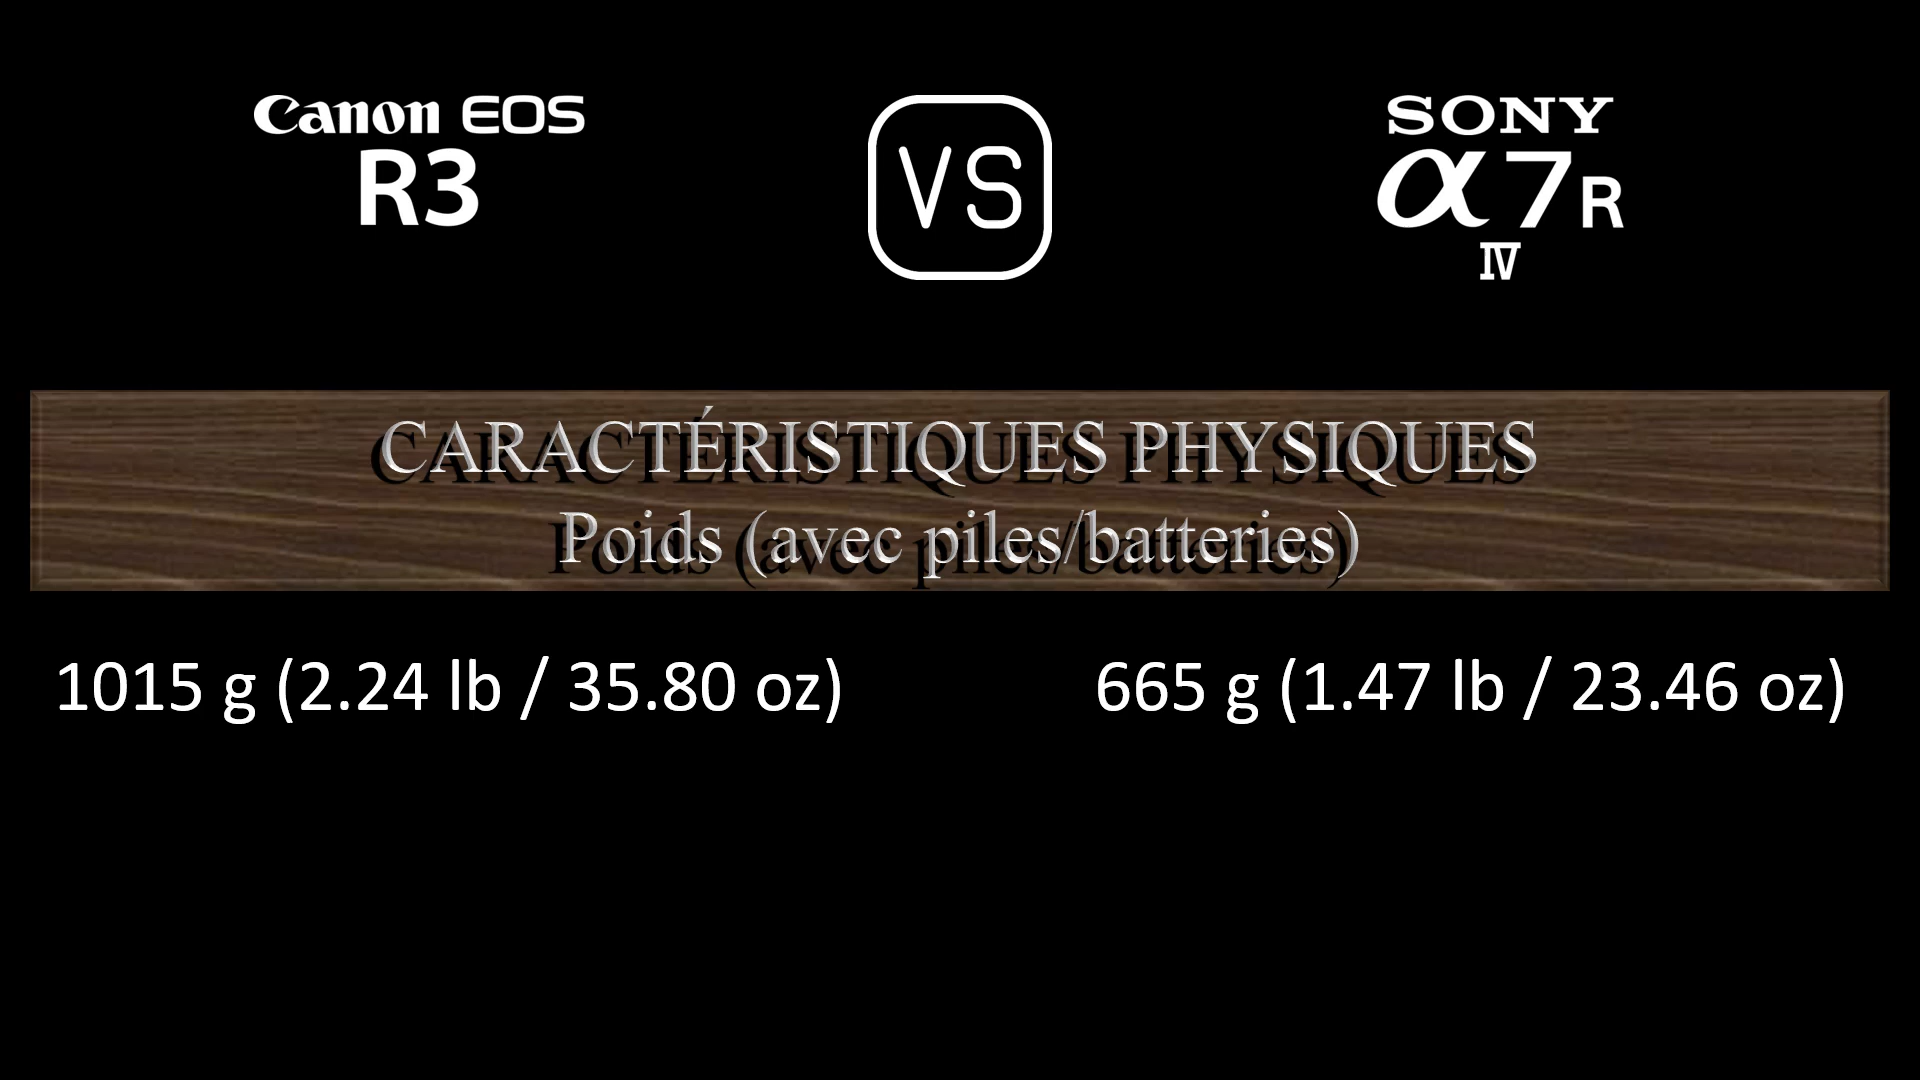 Canon EOS
R3
VS
SONY
α7R
IV
CARACTÉRISTIQUES PHYSIQUES
Poids (avec piles/batteries)
1015 g (2.24 lb / 35.80 oz)
665 g (1.47 lb / 23.46 oz)